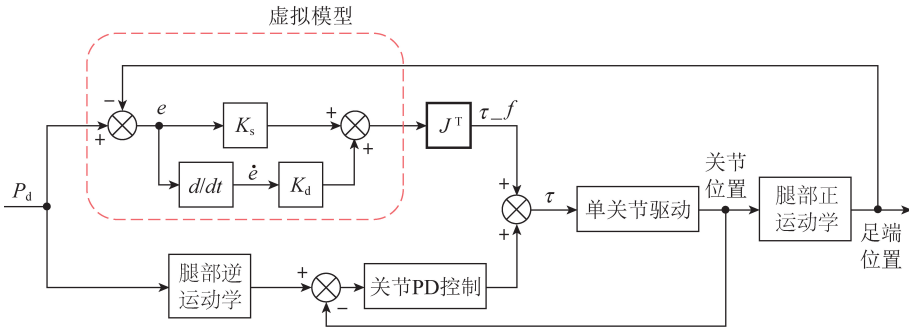 虚拟模型
−
e
+
K_s
+
+
J^T
τ_f
P_d
d/dt
ė
K_d
+
+
τ
单关节驱动
关节
位置
腿部正
运动学
足端
位置
腿部逆
运动学
+
−
关节PD控制